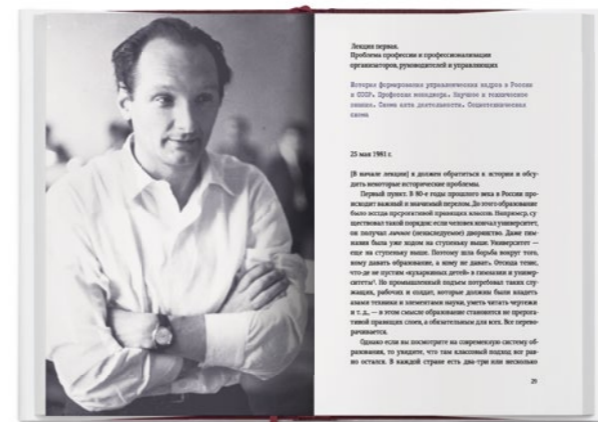 Лекция первая.
Проблема профессии и профессионализации
организаторов, руководителей и управляющих
История формирования управленческих кадров в России
и СССР. Профессия менеджера. Научное и техническое
знание. Схема акта деятельности. Социотехническая
схема
25 мая 1981 г.
[В начале лекции] я должен обратиться к истории и обсу-
дить некоторые исторические проблемы.
Первый пункт. В 80-е годы прошлого века в России про-
исходит важный и значимый перелом. До этого образование
было всегда прерогативой правящих классов. Например, су-
ществовал такой порядок: если человек кончал университет,
он получал личное (ненаследуемое) дворянство. Даже гим-
назия была уже ходом на ступеньку выше. Университет —
еще на ступеньку выше. Поэтому шла борьба вокруг того,
кому давать образование, а кому не давать. Отсюда тезис,
что-де не пустим «кухаркиных детей» в гимназии и универ-
ситеты¹. Но промышленный подъем потребовал таких слу-
жащих, рабочих и солдат, которые должны были владеть
азами техники и элементами науки, уметь читать чертежи
и т. д., — в этом смысле образование становится не прерога-
тивой правящих слоев, а обязательным для всех. Все перево-
рачивается.
Однако если вы посмотрите на современную систему об-
разования, то увидите, что там классовый подход все рав-
но остался. В каждой стране есть два-три или несколько
29